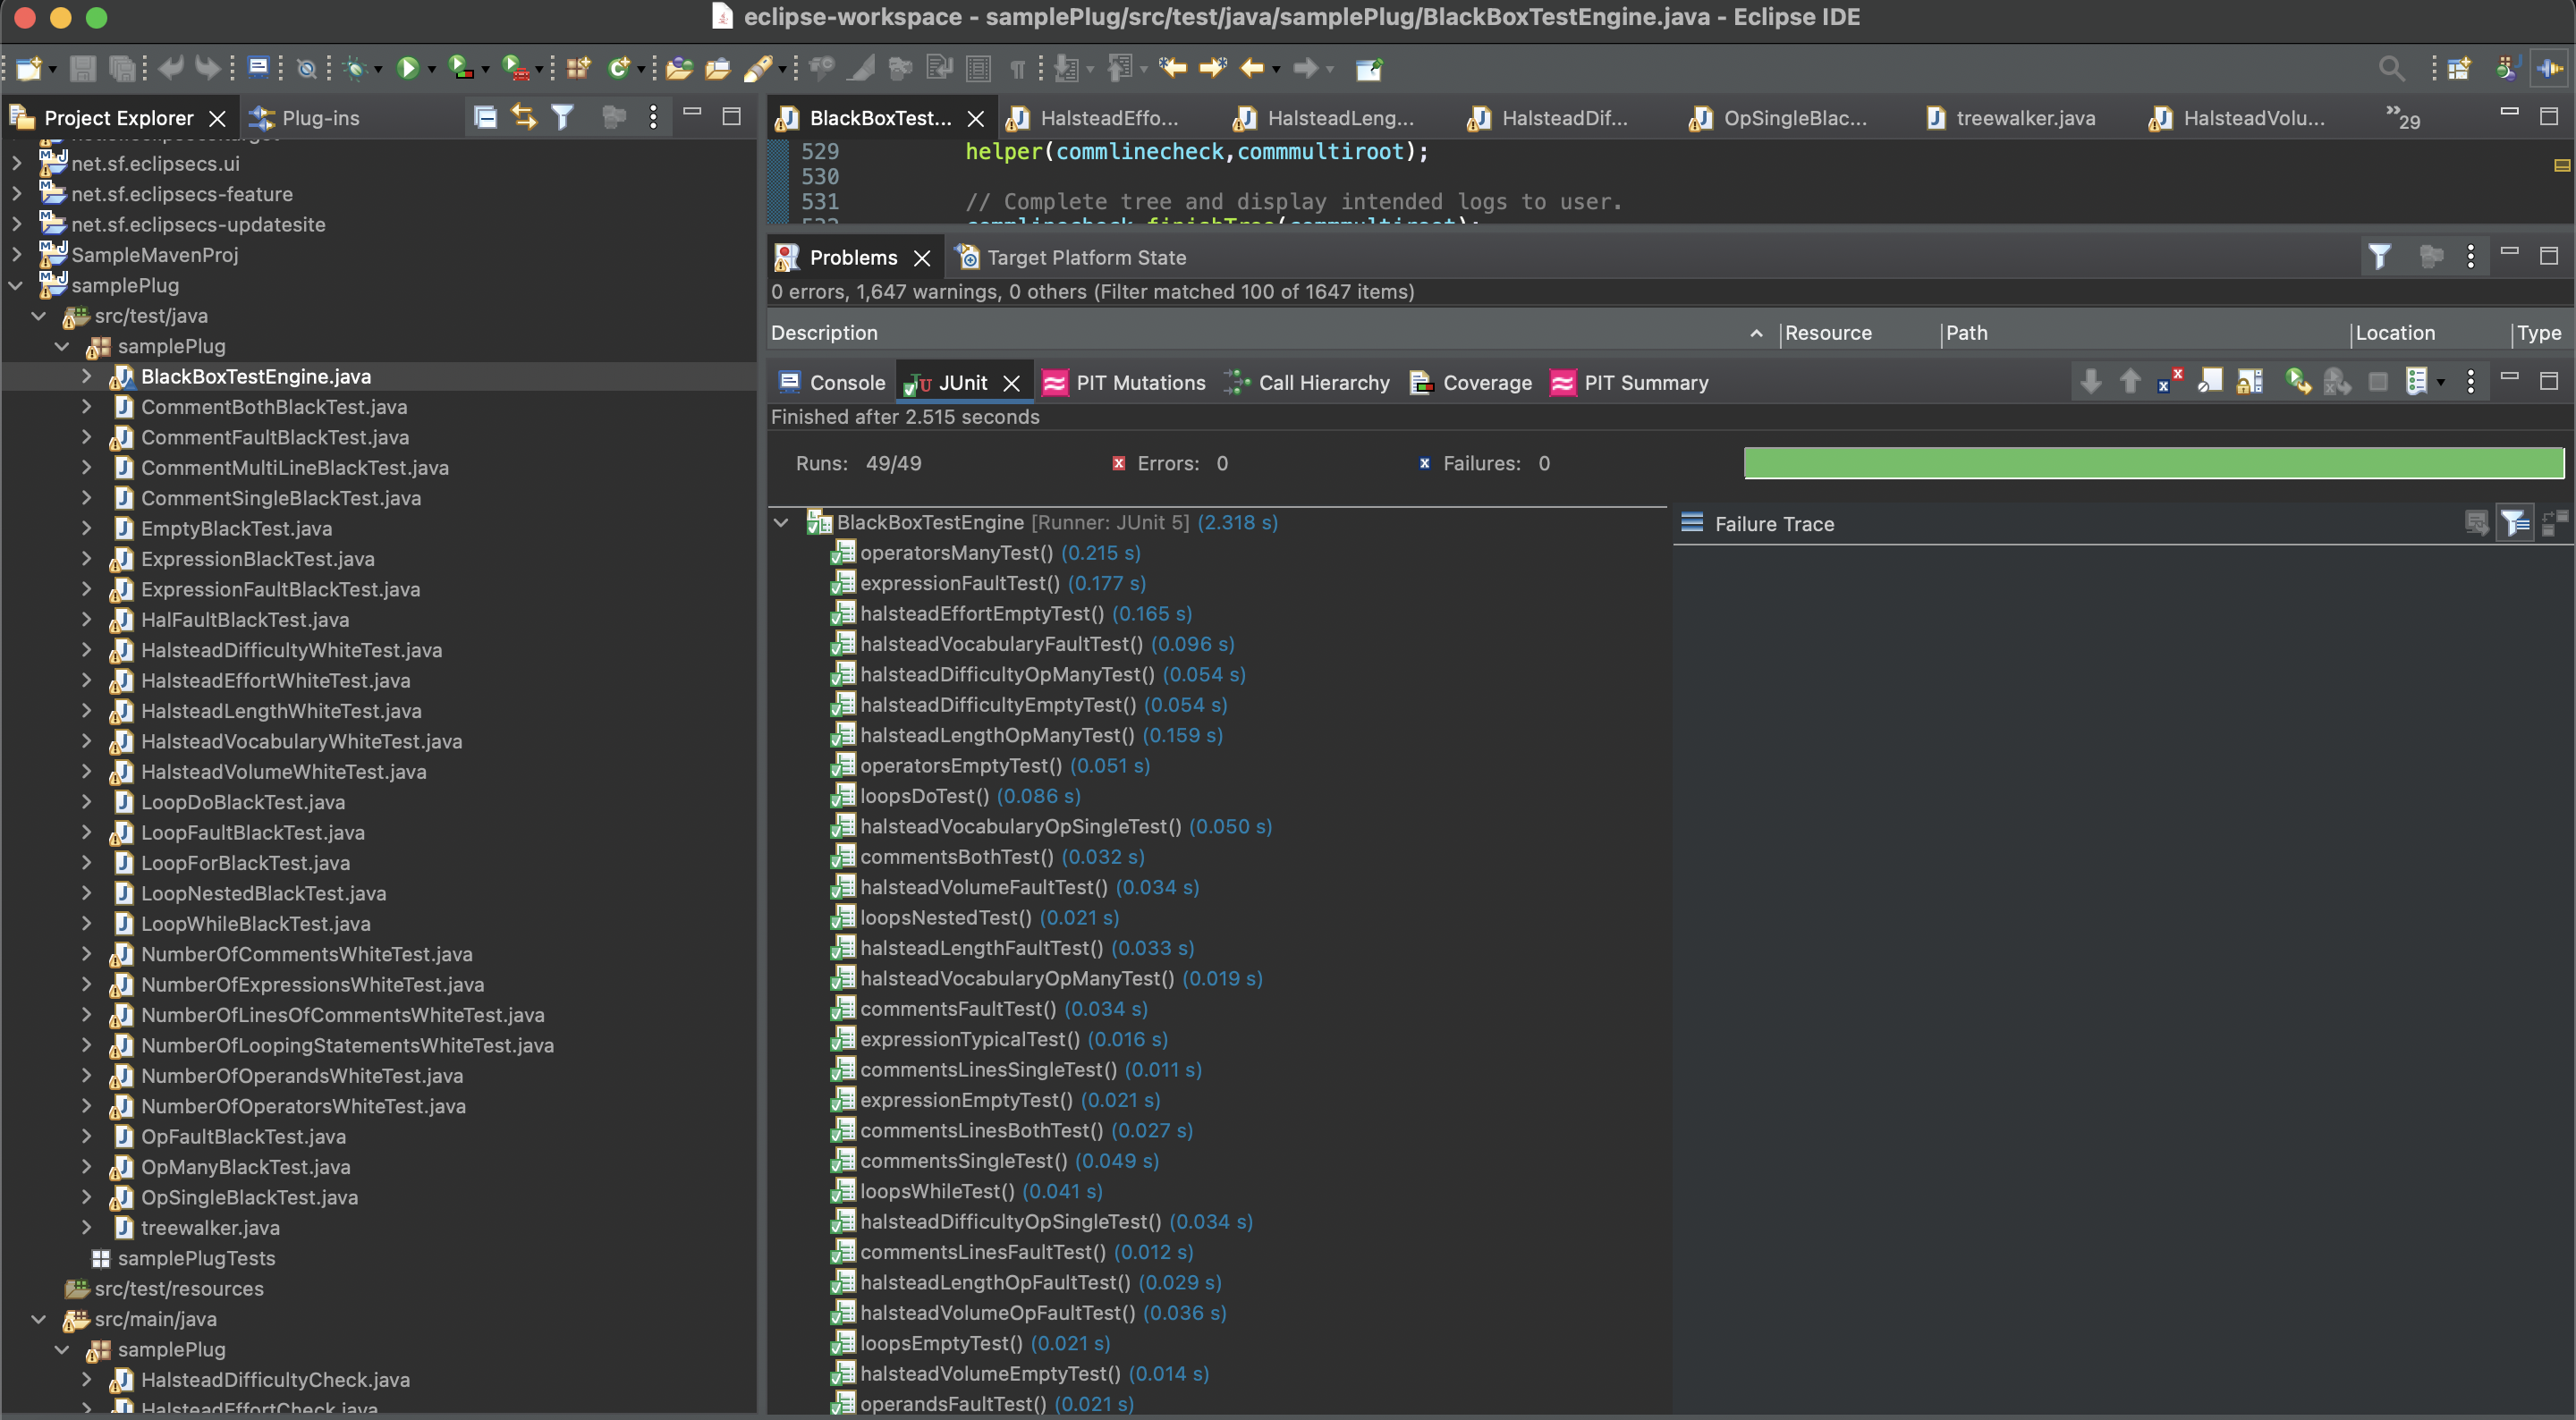 eclipse-workspace - samplePlug/src/test/java/samplePlug/BlackBoxTestEngine.java - Eclipse IDE
Project Explorer
Plug-ins
net.sf.eclipsecs.ui
net.sf.eclipsecs-feature
net.sf.eclipsecs-updatesite
SampleMavenProj
samplePlug
src/test/java
samplePlug
BlackBoxTestEngine.java
CommentBothBlackTest.java
CommentFaultBlackTest.java
CommentMultiLineBlackTest.java
CommentSingleBlackTest.java
EmptyBlackTest.java
ExpressionBlackTest.java
ExpressionFaultBlackTest.java
HalFaultBlackTest.java
HalsteadDifficultyWhiteTest.java
HalsteadEffortWhiteTest.java
HalsteadLengthWhiteTest.java
HalsteadVocabularyWhiteTest.java
HalsteadVolumeWhiteTest.java
LoopDoBlackTest.java
LoopFaultBlackTest.java
LoopForBlackTest.java
LoopNestedBlackTest.java
LoopWhileBlackTest.java
NumberOfCommentsWhiteTest.java
NumberOfExpressionsWhiteTest.java
NumberOfLinesOfCommentsWhiteTest.java
NumberOfLoopingStatementsWhiteTest.java
NumberOfOperandsWhiteTest.java
NumberOfOperatorsWhiteTest.java
OpFaultBlackTest.java
OpManyBlackTest.java
OpSingleBlackTest.java
treewalker.java
samplePlugTests
src/test/resources
src/main/java
samplePlug
HalsteadDifficultyCheck.java
HalsteadEffortCheck.java
BlackBoxTest... HalsteadEffo... HalsteadLeng... HalsteadDif... OpSingleBlac... treewalker.java HalsteadVolu... »29
529 helper(commlinecheck,commmultiroot);
530
531 // Complete tree and display intended logs to user.
532 commlinecheck.finishTree(commmultiroot);
Problems
Target Platform State
0 errors, 1,647 warnings, 0 others (Filter matched 100 of 1647 items)
Description Resource Path Location Type
Console JUnit PIT Mutations Call Hierarchy Coverage PIT Summary
Finished after 2.515 seconds
Runs: 49/49 Errors: 0 Failures: 0
BlackBoxTestEngine [Runner: JUnit 5] (2.318 s)
operatorsManyTest() (0.215 s)
expressionFaultTest() (0.177 s)
halsteadEffortEmptyTest() (0.165 s)
halsteadVocabularyFaultTest() (0.096 s)
halsteadDifficultyOpManyTest() (0.054 s)
halsteadDifficultyEmptyTest() (0.054 s)
halsteadLengthOpManyTest() (0.159 s)
operatorsEmptyTest() (0.051 s)
loopsDoTest() (0.086 s)
halsteadVocabularyOpSingleTest() (0.050 s)
commentsBothTest() (0.032 s)
halsteadVolumeFaultTest() (0.034 s)
loopsNestedTest() (0.021 s)
halsteadLengthFaultTest() (0.033 s)
halsteadVocabularyOpManyTest() (0.019 s)
commentsFaultTest() (0.034 s)
expressionTypicalTest() (0.016 s)
commentsLinesSingleTest() (0.011 s)
expressionEmptyTest() (0.021 s)
commentsLinesBothTest() (0.027 s)
commentsSingleTest() (0.049 s)
loopsWhileTest() (0.041 s)
halsteadDifficultyOpSingleTest() (0.034 s)
commentsLinesFaultTest() (0.012 s)
halsteadLengthOpFaultTest() (0.029 s)
halsteadVolumeOpFaultTest() (0.036 s)
loopsEmptyTest() (0.021 s)
halsteadVolumeEmptyTest() (0.014 s)
operandsFaultTest() (0.021 s)
Failure Trace